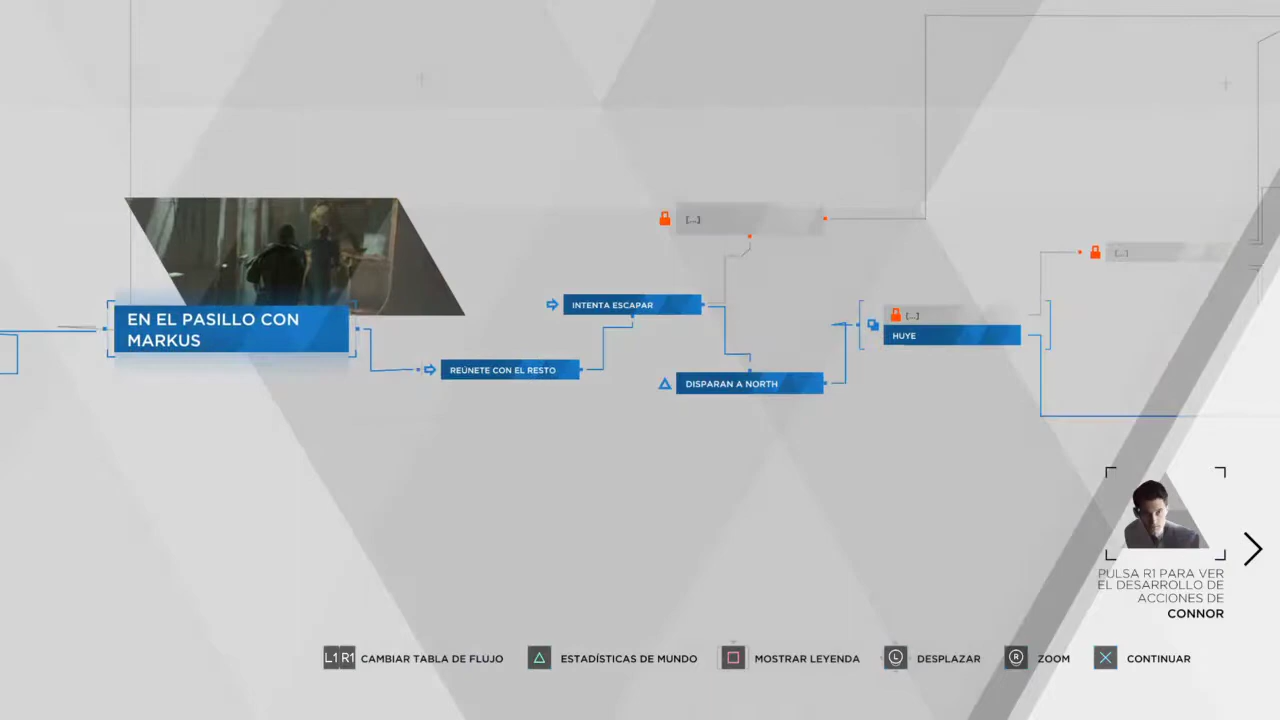 [...]
[...]
INTENTA ESCAPAR
[...]
EN EL PASILLO CON
MARKUS
HUYE
REÚNETE CON EL RESTO
DISPARAN A NORTH
PULSA R1 PARA VER
EL DESARROLLO DE
ACCIONES DE
CONNOR
L1 R1 CAMBIAR TABLA DE FLUJO
ESTADÍSTICAS DE MUNDO
MOSTRAR LEYENDA
L DESPLAZAR
R ZOOM
CONTINUAR